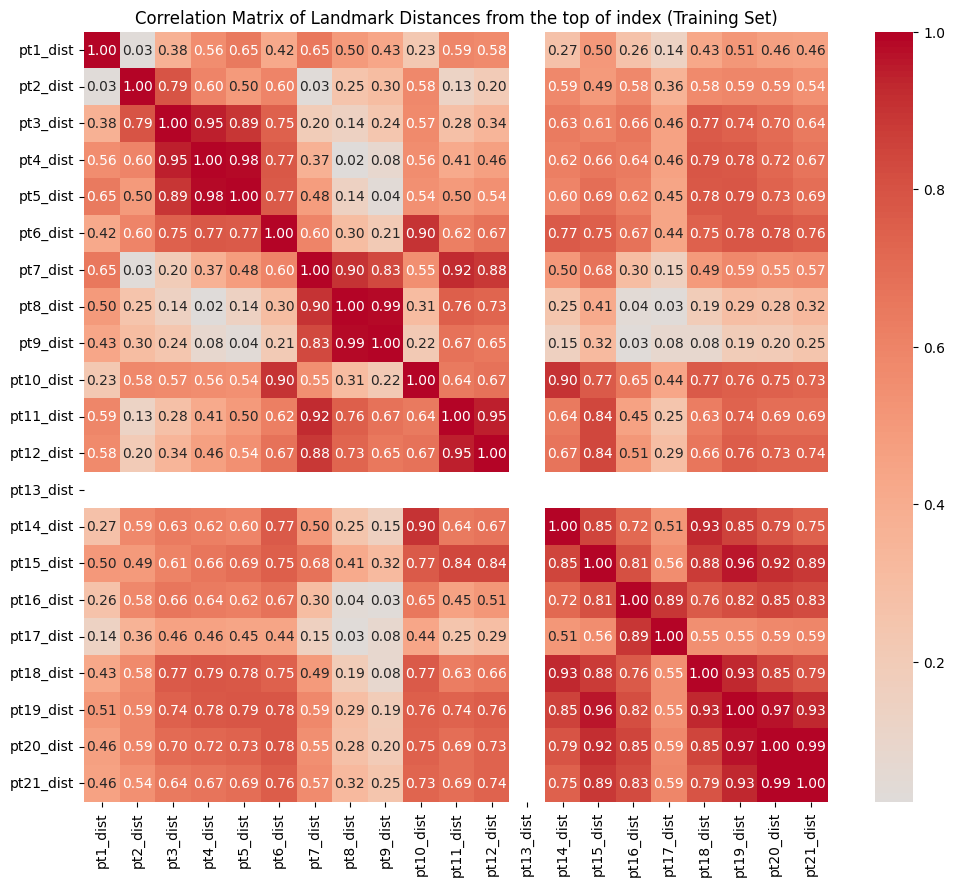 Correlation Matrix of Landmark Distances from the top of index (Training Set)
pt1_dist 1.00 0.03 0.38 0.56 0.65 0.42 0.65 0.50 0.43 0.23 0.59 0.58 0.27 0.50 0.26 0.14 0.43 0.51 0.46 0.46
pt2_dist 0.03 1.00 0.79 0.60 0.50 0.60 0.03 0.25 0.30 0.58 0.13 0.20 0.59 0.49 0.58 0.36 0.58 0.59 0.59 0.54
pt3_dist 0.38 0.79 1.00 0.95 0.89 0.75 0.20 0.14 0.24 0.57 0.28 0.34 0.63 0.61 0.66 0.46 0.77 0.74 0.70 0.64
pt4_dist 0.56 0.60 0.95 1.00 0.98 0.77 0.37 0.02 0.08 0.56 0.41 0.46 0.62 0.66 0.64 0.46 0.79 0.78 0.72 0.67
pt5_dist 0.65 0.50 0.89 0.98 1.00 0.77 0.48 0.14 0.04 0.54 0.50 0.54 0.60 0.69 0.62 0.45 0.78 0.79 0.73 0.69
pt6_dist 0.42 0.60 0.75 0.77 0.77 1.00 0.60 0.30 0.21 0.90 0.62 0.67 0.77 0.75 0.67 0.44 0.75 0.78 0.78 0.76
pt7_dist 0.65 0.03 0.20 0.37 0.48 0.60 1.00 0.90 0.83 0.55 0.92 0.88 0.50 0.68 0.30 0.15 0.49 0.59 0.55 0.57
pt8_dist 0.50 0.25 0.14 0.02 0.14 0.30 0.90 1.00 0.99 0.31 0.76 0.73 0.25 0.41 0.04 0.03 0.19 0.29 0.28 0.32
pt9_dist 0.43 0.30 0.24 0.08 0.04 0.21 0.83 0.99 1.00 0.22 0.67 0.65 0.15 0.32 0.03 0.08 0.08 0.19 0.20 0.25
pt10_dist 0.23 0.58 0.57 0.56 0.54 0.90 0.55 0.31 0.22 1.00 0.64 0.67 0.90 0.77 0.65 0.44 0.77 0.76 0.75 0.73
pt11_dist 0.59 0.13 0.28 0.41 0.50 0.62 0.92 0.76 0.67 0.64 1.00 0.95 0.64 0.84 0.45 0.25 0.63 0.74 0.69 0.69
pt12_dist 0.58 0.20 0.34 0.46 0.54 0.67 0.88 0.73 0.65 0.67 0.95 1.00 0.67 0.84 0.51 0.29 0.66 0.76 0.73 0.74
pt13_dist
pt14_dist 0.27 0.59 0.63 0.62 0.60 0.77 0.50 0.25 0.15 0.90 0.64 0.67 1.00 0.85 0.72 0.51 0.93 0.85 0.79 0.75
pt15_dist 0.50 0.49 0.61 0.66 0.69 0.75 0.68 0.41 0.32 0.77 0.84 0.84 0.85 1.00 0.81 0.56 0.88 0.96 0.92 0.89
pt16_dist 0.26 0.58 0.66 0.64 0.62 0.67 0.30 0.04 0.03 0.65 0.45 0.51 0.72 0.81 1.00 0.89 0.76 0.82 0.85 0.83
pt17_dist 0.14 0.36 0.46 0.46 0.45 0.44 0.15 0.03 0.08 0.44 0.25 0.29 0.51 0.56 0.89 1.00 0.55 0.55 0.59 0.59
pt18_dist 0.43 0.58 0.77 0.79 0.78 0.75 0.49 0.19 0.08 0.77 0.63 0.66 0.93 0.88 0.76 0.55 1.00 0.93 0.85 0.79
pt19_dist 0.51 0.59 0.74 0.78 0.79 0.78 0.59 0.29 0.19 0.76 0.74 0.76 0.85 0.96 0.82 0.55 0.93 1.00 0.97 0.93
pt20_dist 0.46 0.59 0.70 0.72 0.73 0.78 0.55 0.28 0.20 0.75 0.69 0.73 0.79 0.92 0.85 0.59 0.85 0.97 1.00 0.99
pt21_dist 0.46 0.54 0.64 0.67 0.69 0.76 0.57 0.32 0.25 0.73 0.69 0.74 0.75 0.89 0.83 0.59 0.79 0.93 0.99 1.00
pt1_dist pt2_dist pt3_dist pt4_dist pt5_dist pt6_dist pt7_dist pt8_dist pt9_dist pt10_dist pt11_dist pt12_dist pt13_dist pt14_dist pt15_dist pt16_dist pt17_dist pt18_dist pt19_dist pt20_dist pt21_dist
1.0
0.8
0.6
0.4
0.2